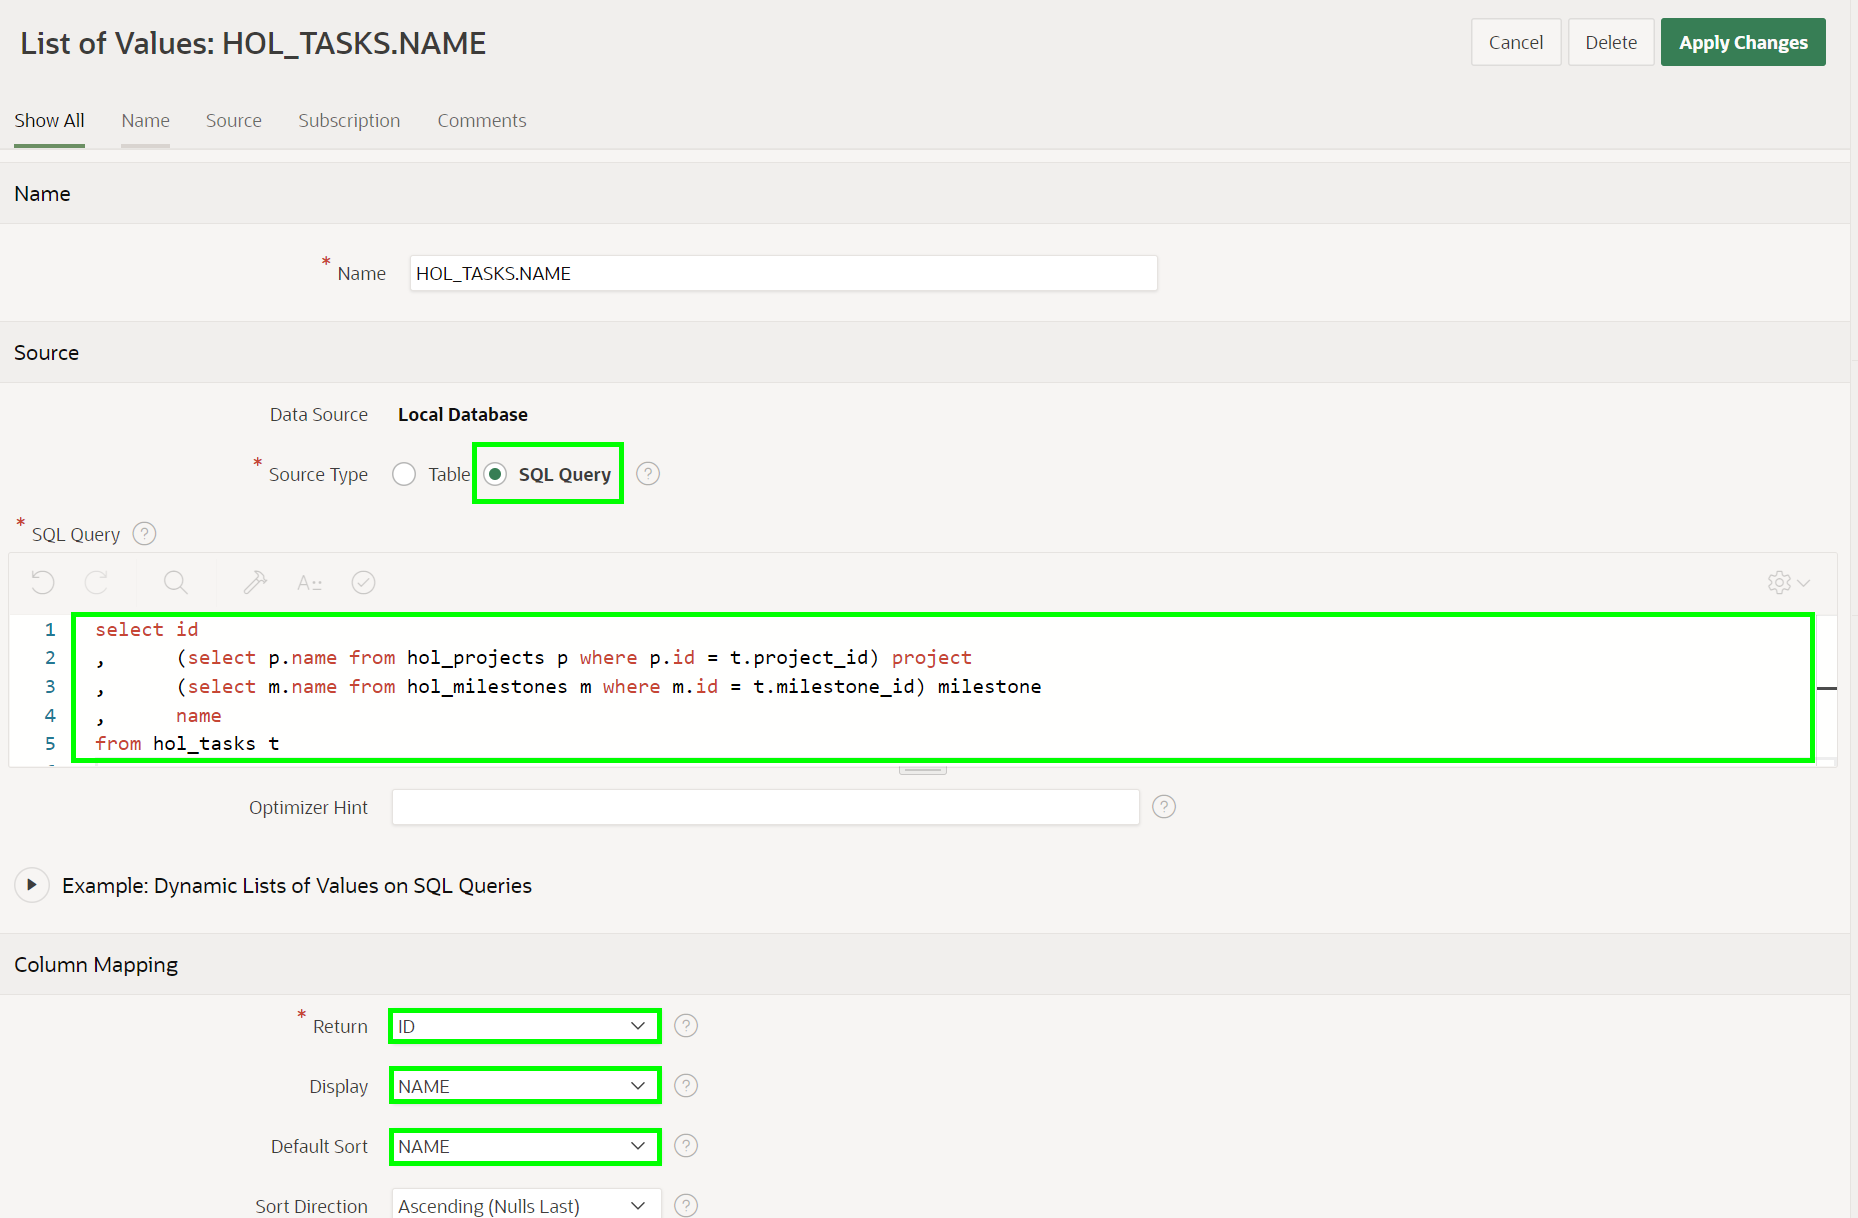 List of Values: HOL_TASKS.NAME
Cancel Delete Apply Changes
Show All Name Source Subscription Comments
Name
* Name HOL_TASKS.NAME
Source
Data Source Local Database
* Source Type Table SQL Query ?
* SQL Query ?
A::
1 select id
2 , (select p.name from hol_projects p where p.id = t.project_id) project
3 , (select m.name from hol_milestones m where m.id = t.milestone_id) milestone
4 , name
5 from hol_tasks t
Optimizer Hint ?
Example: Dynamic Lists of Values on SQL Queries
Column Mapping
* Return ID ?
Display NAME ?
Default Sort NAME ?
Sort Direction Ascending (Nulls Last) ?